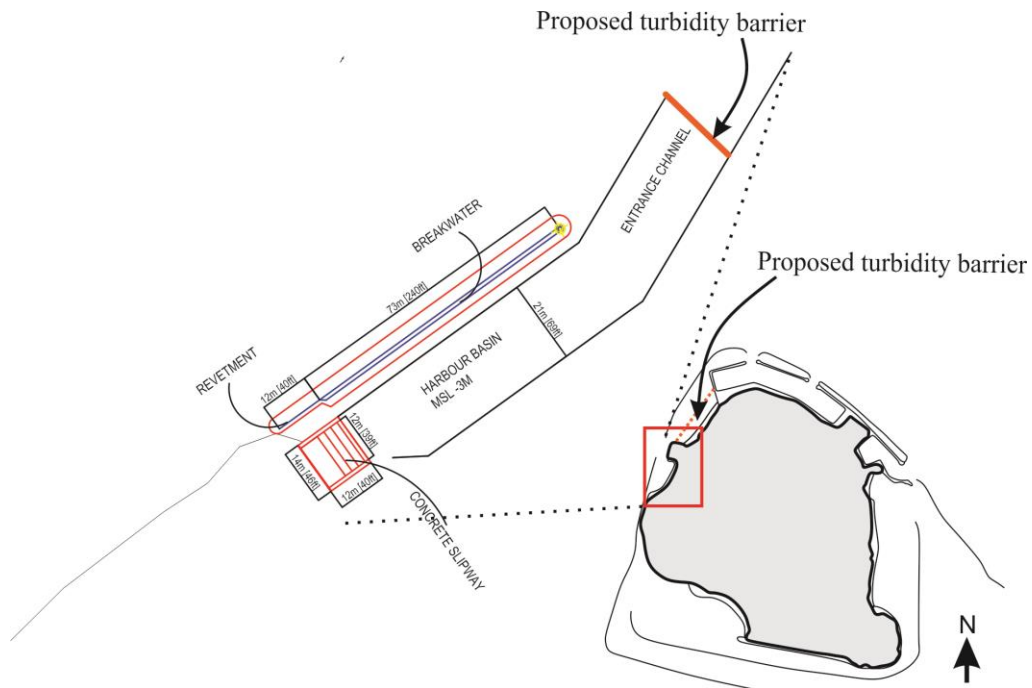 Proposed turbidity barrier
ENTRANCE CHANNEL
BREAKWATER
73m [240ft]
Proposed turbidity barrier
21m [69ft]
HARBOUR BASIN
MSL -3M
REVETMENT
12m [40ft]
12m [39ft]
14m [46ft]
12m [40ft]
CONCRETE SLIPWAY
N